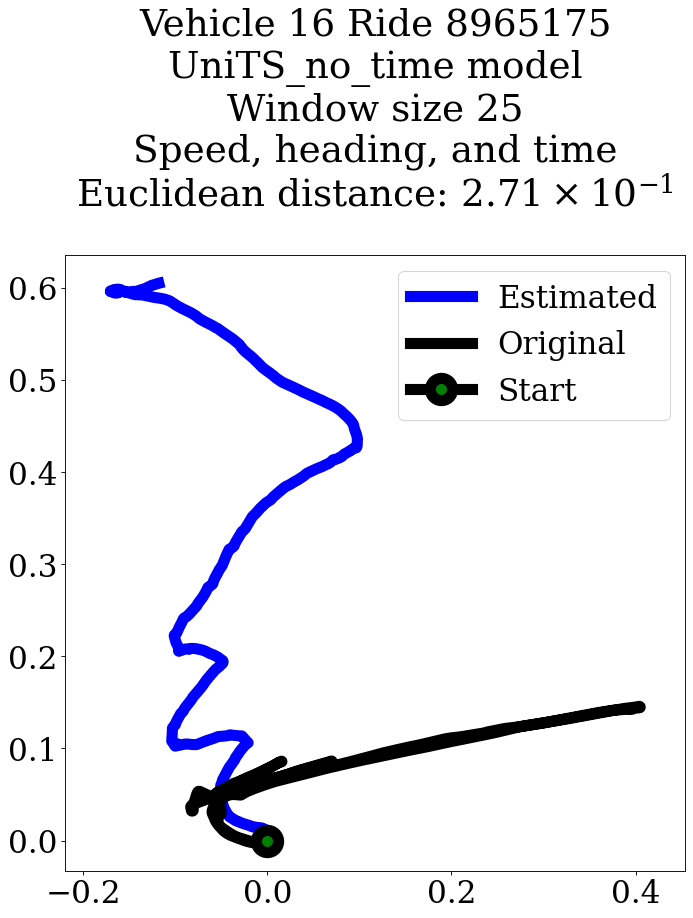 Vehicle 16 Ride 8965175
UniTS_no_time model
Window size 25
Speed, heading, and time
Euclidean distance: 2.71 × 10⁻¹
Estimated
Original
Start
0.6
0.5
0.4
0.3
0.2
0.1
0.0
−0.2 0.0 0.2 0.4